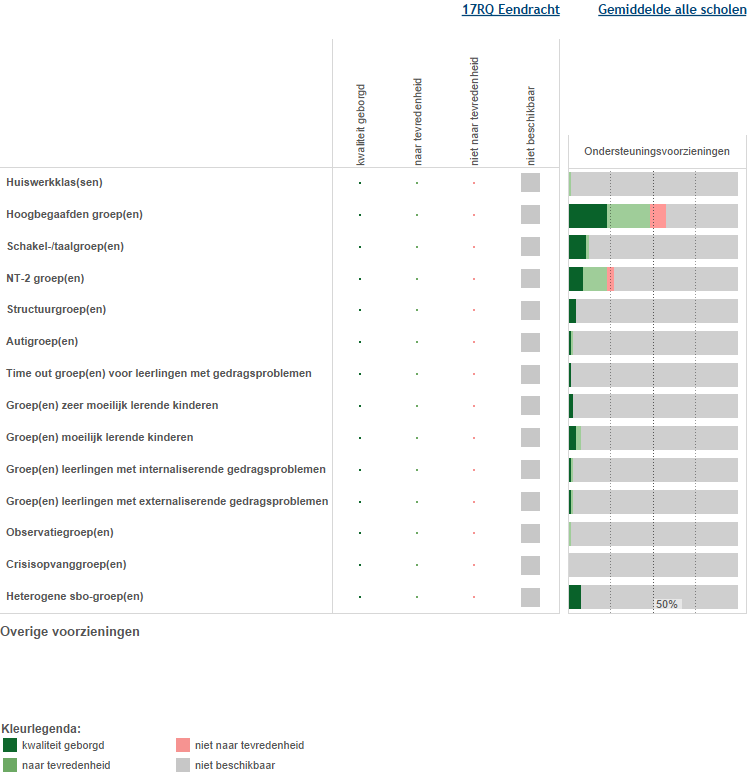 17RQ Eendracht Gemiddelde alle scholen
kwaliteit geborgd
naar tevredenheid
niet naar tevredenheid
niet beschikbaar
Ondersteuningsvoorzieningen
Huiswerkklas(sen)
Hoogbegaafden groep(en)
Schakel-/taalgroep(en)
NT-2 groep(en)
Structuurgroep(en)
Autigroep(en)
Time out groep(en) voor leerlingen met gedragsproblemen
Groep(en) zeer moeilijk lerende kinderen
Groep(en) moeilijk lerende kinderen
Groep(en) leerlingen met internaliserende gedragsproblemen
Groep(en) leerlingen met externaliserende gedragsproblemen
Observatiegroep(en)
Crisisopvanggroep(en)
Heterogene sbo-groep(en)
50%
Overige voorzieningen
Kleurlegenda:
kwaliteit geborgd niet naar tevredenheid
naar tevredenheid niet beschikbaar